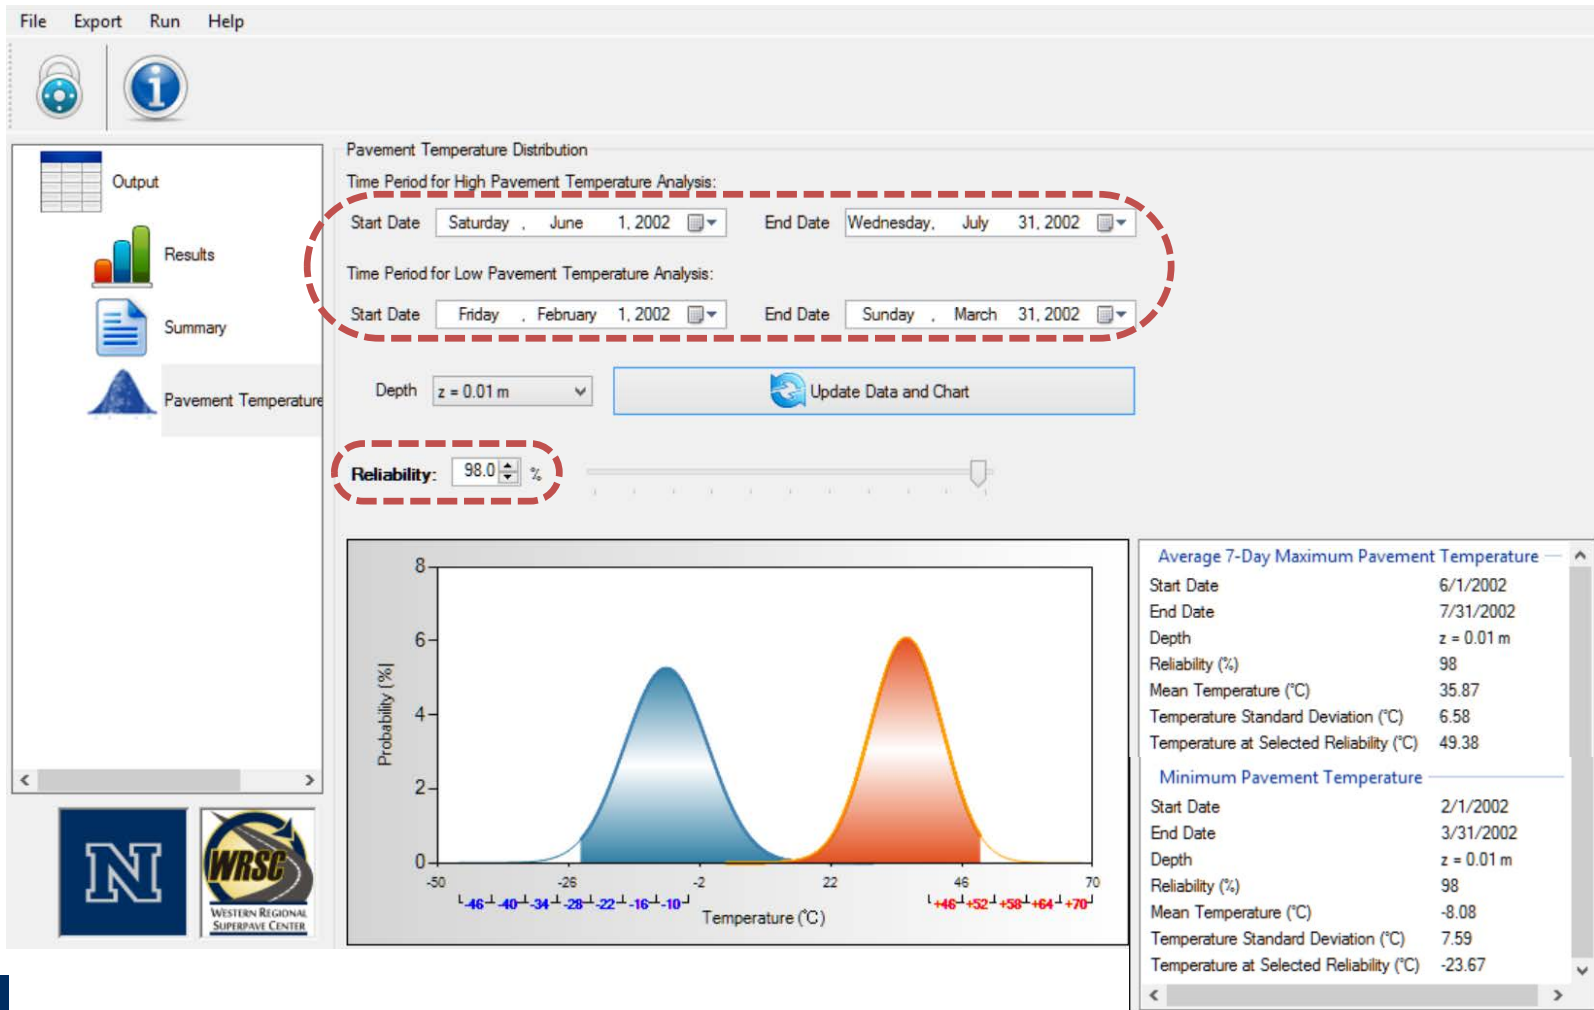 File Export Run Help
Output
Results
Summary
Pavement Temperature
N
WRSC
WESTERN REGIONAL
SUPERPAVE CENTER
Pavement Temperature Distribution
Time Period for High Pavement Temperature Analysis:
Start Date Saturday , June 1, 2002 End Date Wednesday, July 31, 2002
Time Period for Low Pavement Temperature Analysis:
Start Date Friday , February 1, 2002 End Date Sunday , March 31, 2002
Depth z = 0.01 m Update Data and Chart
Reliability: 98.0 %
8
6
4
2
0
Probability (%)
-50 -26 -2 22 46 70
-46 -40 -34 -28 -22 -16 -10 +46 +52 +58 +64 +70
Temperature (°C)
Average 7-Day Maximum Pavement Temperature
Start Date 6/1/2002
End Date 7/31/2002
Depth z = 0.01 m
Reliability (%) 98
Mean Temperature (°C) 35.87
Temperature Standard Deviation (°C) 6.58
Temperature at Selected Reliability (°C) 49.38
Minimum Pavement Temperature
Start Date 2/1/2002
End Date 3/31/2002
Depth z = 0.01 m
Reliability (%) 98
Mean Temperature (°C) -8.08
Temperature Standard Deviation (°C) 7.59
Temperature at Selected Reliability (°C) -23.67